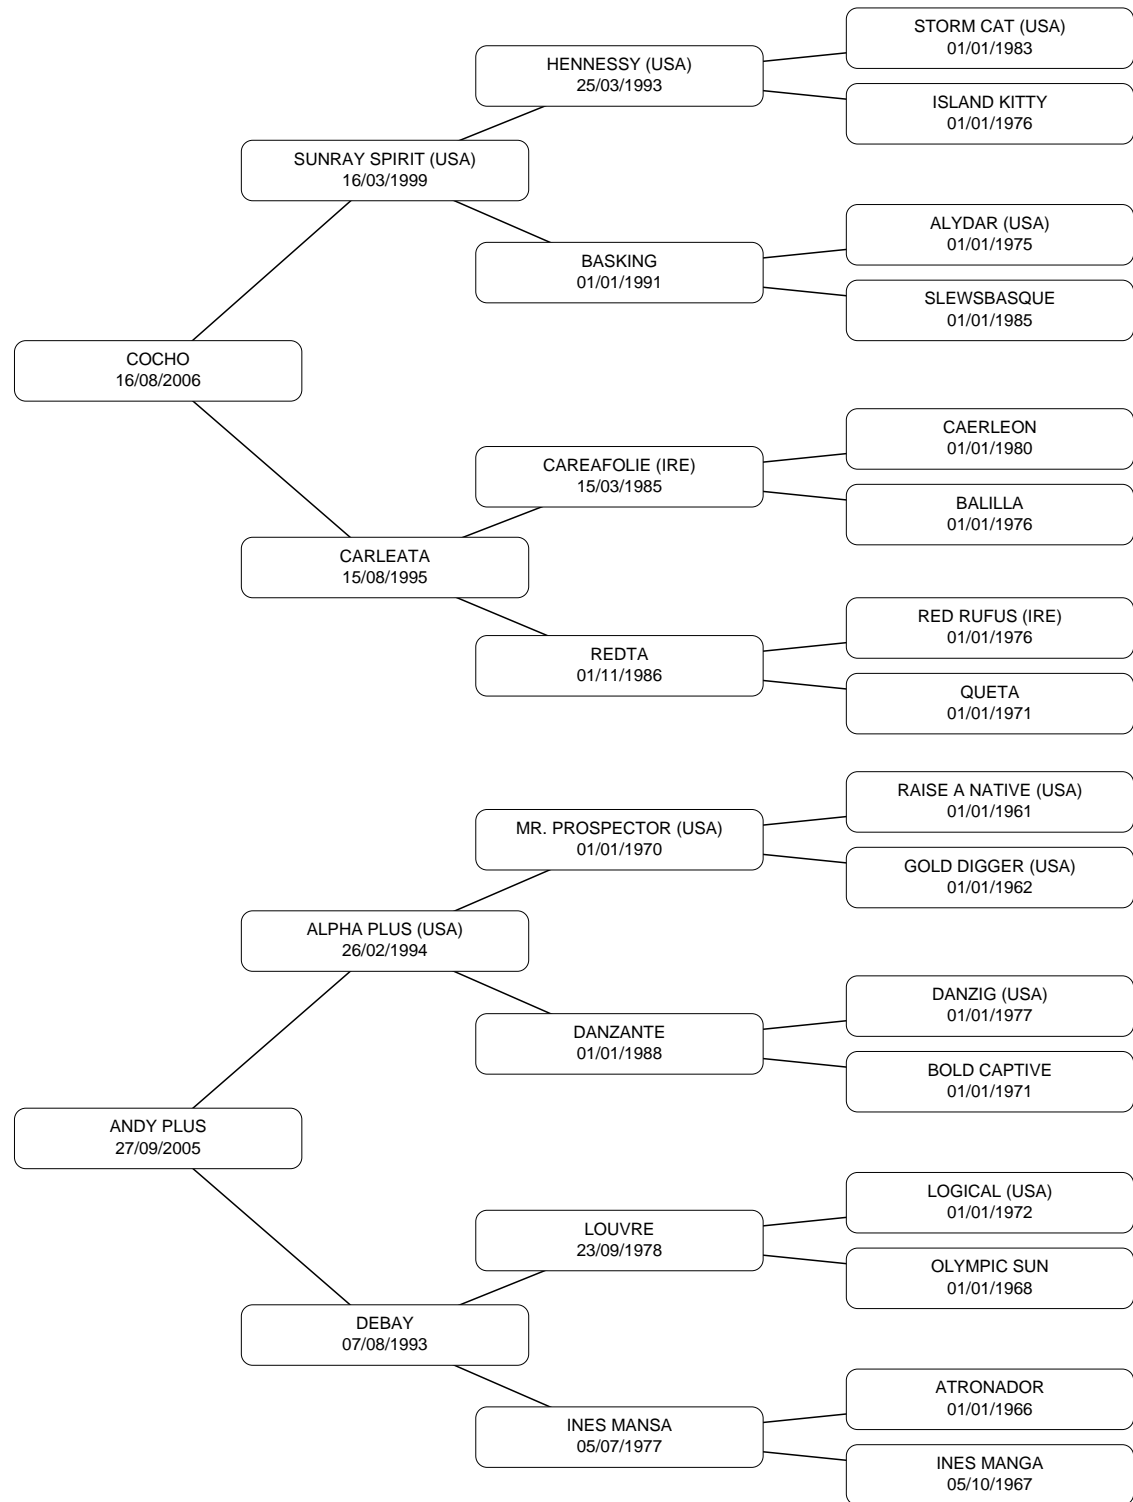 STORM CAT (USA)
01/01/1983
HENNESSY (USA)
25/03/1993
ISLAND KITTY
01/01/1976
SUNRAY SPIRIT (USA)
16/03/1999
ALYDAR (USA)
01/01/1975
BASKING
01/01/1991
SLEWSBASQUE
01/01/1985
COCHO
16/08/2006
CAERLEON
01/01/1980
CAREAFOLIE (IRE)
15/03/1985
BALILLA
01/01/1976
CARLEATA
15/08/1995
RED RUFUS (IRE)
01/01/1976
REDTA
01/11/1986
QUETA
01/01/1971
RAISE A NATIVE (USA)
01/01/1961
MR. PROSPECTOR (USA)
01/01/1970
GOLD DIGGER (USA)
01/01/1962
ALPHA PLUS (USA)
26/02/1994
DANZIG (USA)
01/01/1977
DANZANTE
01/01/1988
BOLD CAPTIVE
01/01/1971
ANDY PLUS
27/09/2005
LOGICAL (USA)
01/01/1972
LOUVRE
23/09/1978
OLYMPIC SUN
01/01/1968
DEBAY
07/08/1993
ATRONADOR
01/01/1966
INES MANSA
05/07/1977
INES MANGA
05/10/1967